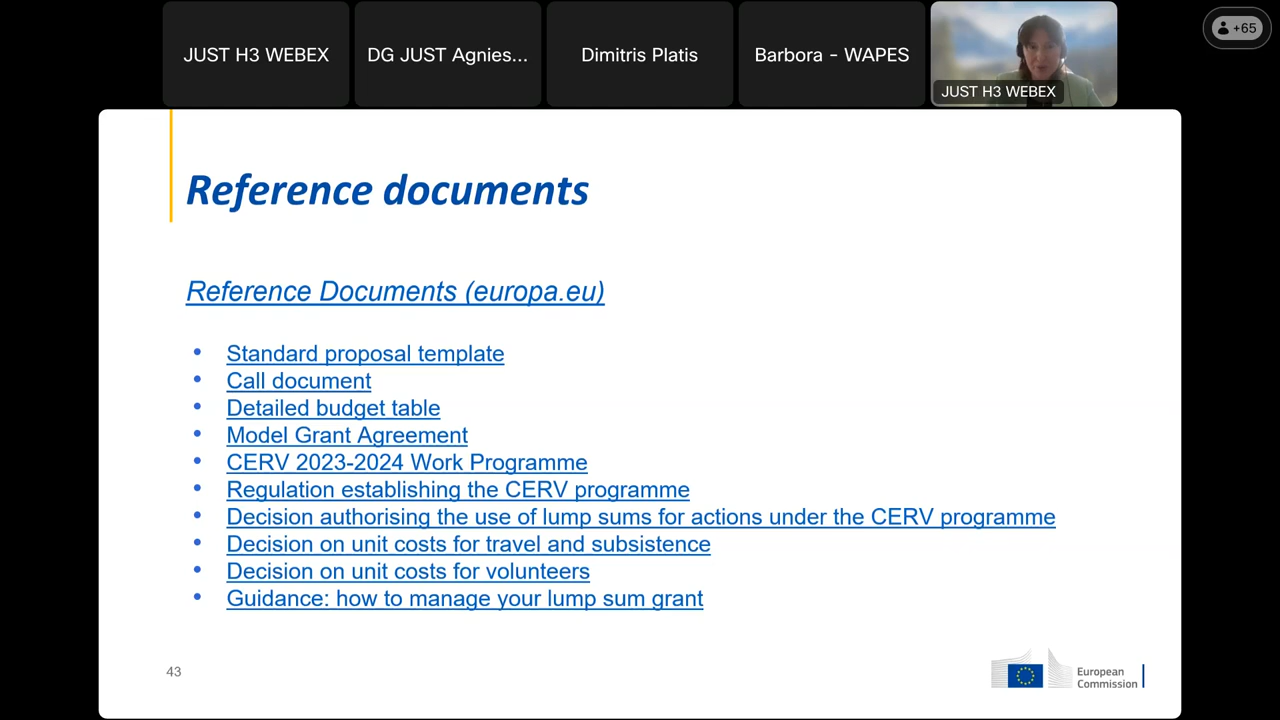 JUST H3 WEBEX
DG JUST Agnies...
Dimitris Platis
Barbora - WAPES
JUST H3 WEBEX
+65
Reference documents
Reference Documents (europa.eu)
• Standard proposal template
• Call document
• Detailed budget table
• Model Grant Agreement
• CERV 2023-2024 Work Programme
• Regulation establishing the CERV programme
• Decision authorising the use of lump sums for actions under the CERV programme
• Decision on unit costs for travel and subsistence
• Decision on unit costs for volunteers
• Guidance: how to manage your lump sum grant
43
European
Commission